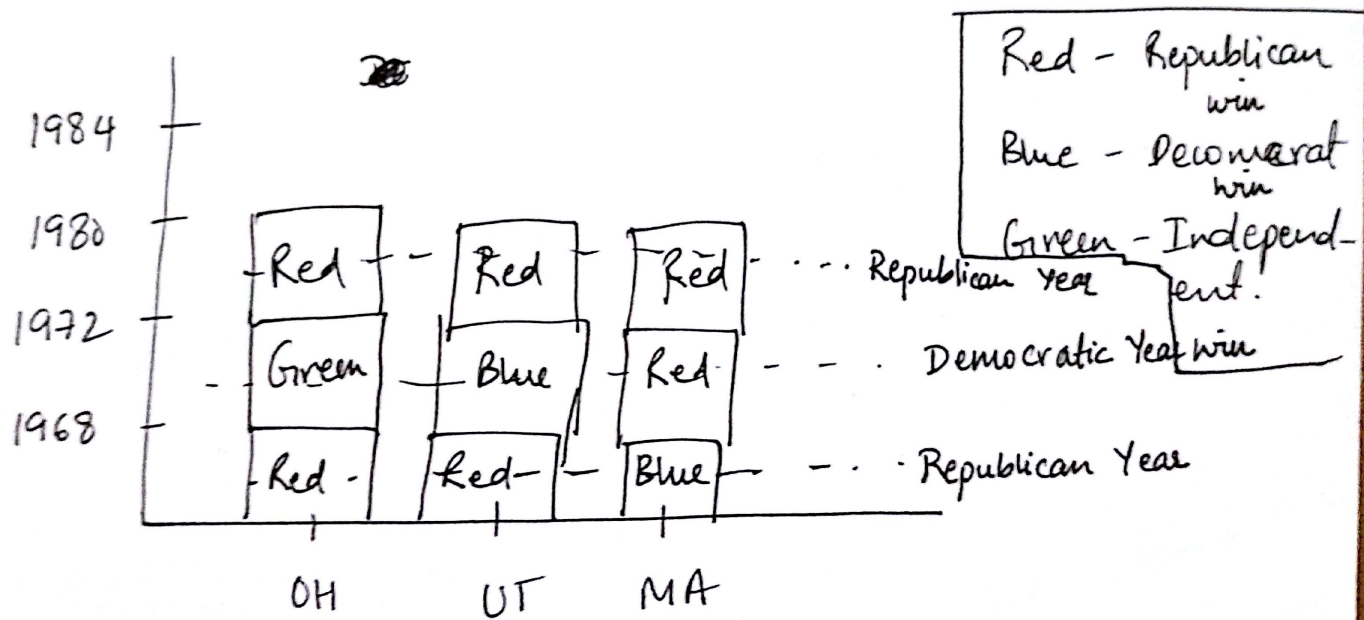 Red - Republican
win
Blue - Decomarat
win
Green - Independ-
ent.
win
1984
1980
Red Red Red Republican Year
1972
Green Blue Red Democratic Year
1968
Red Red Blue Republican Year
OH UT MA